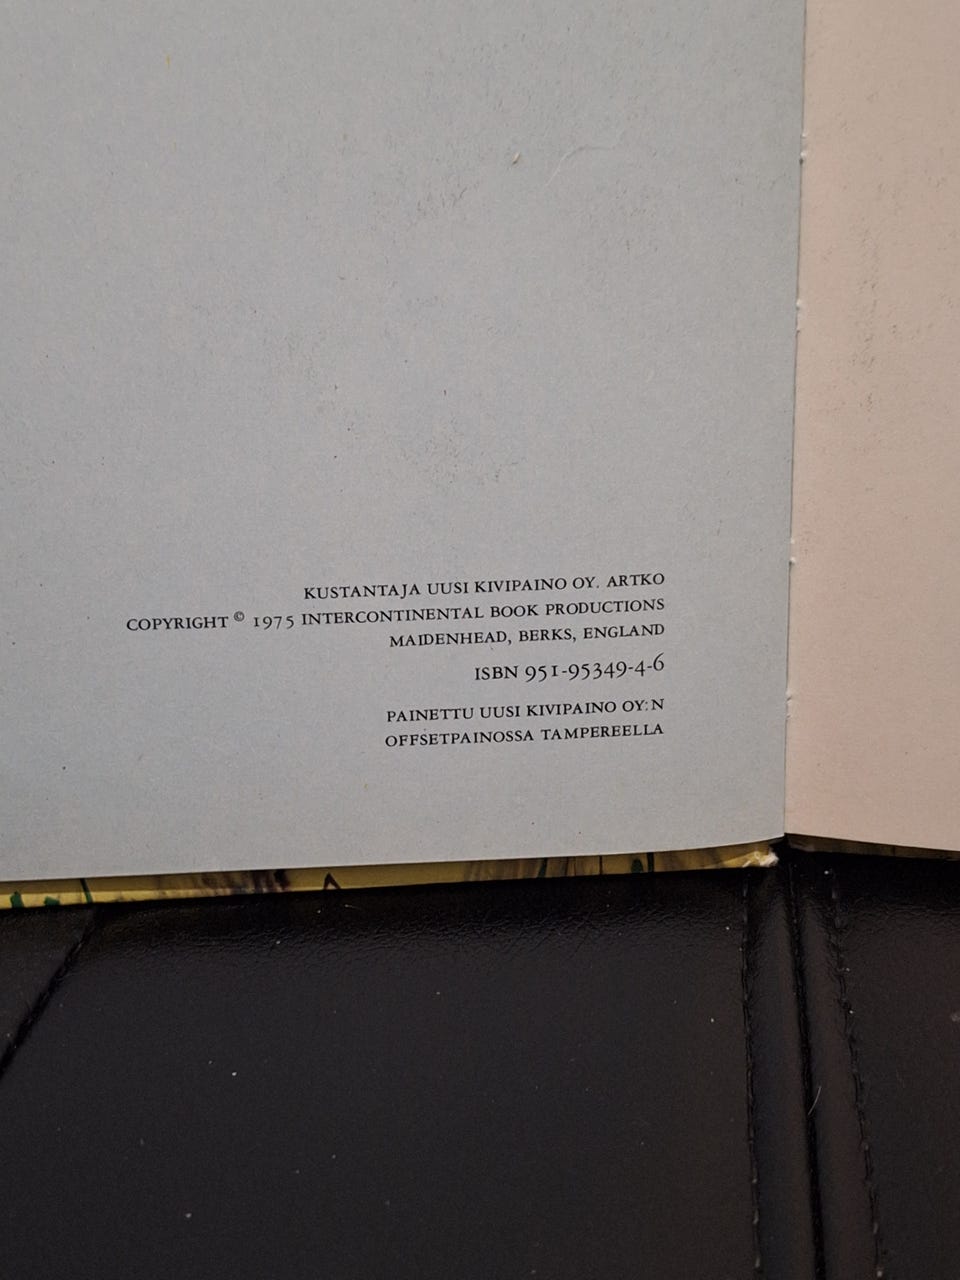 KUSTANTAJA UUSI KIVIPAINO OY. ARTKO
COPYRIGHT © 1975 INTERCONTINENTAL BOOK PRODUCTIONS
MAIDENHEAD, BERKS, ENGLAND
ISBN 951-95349-4-6
PAINETTU UUSI KIVIPAINO OY:N
OFFSETPAINOSSA TAMPEREELLA